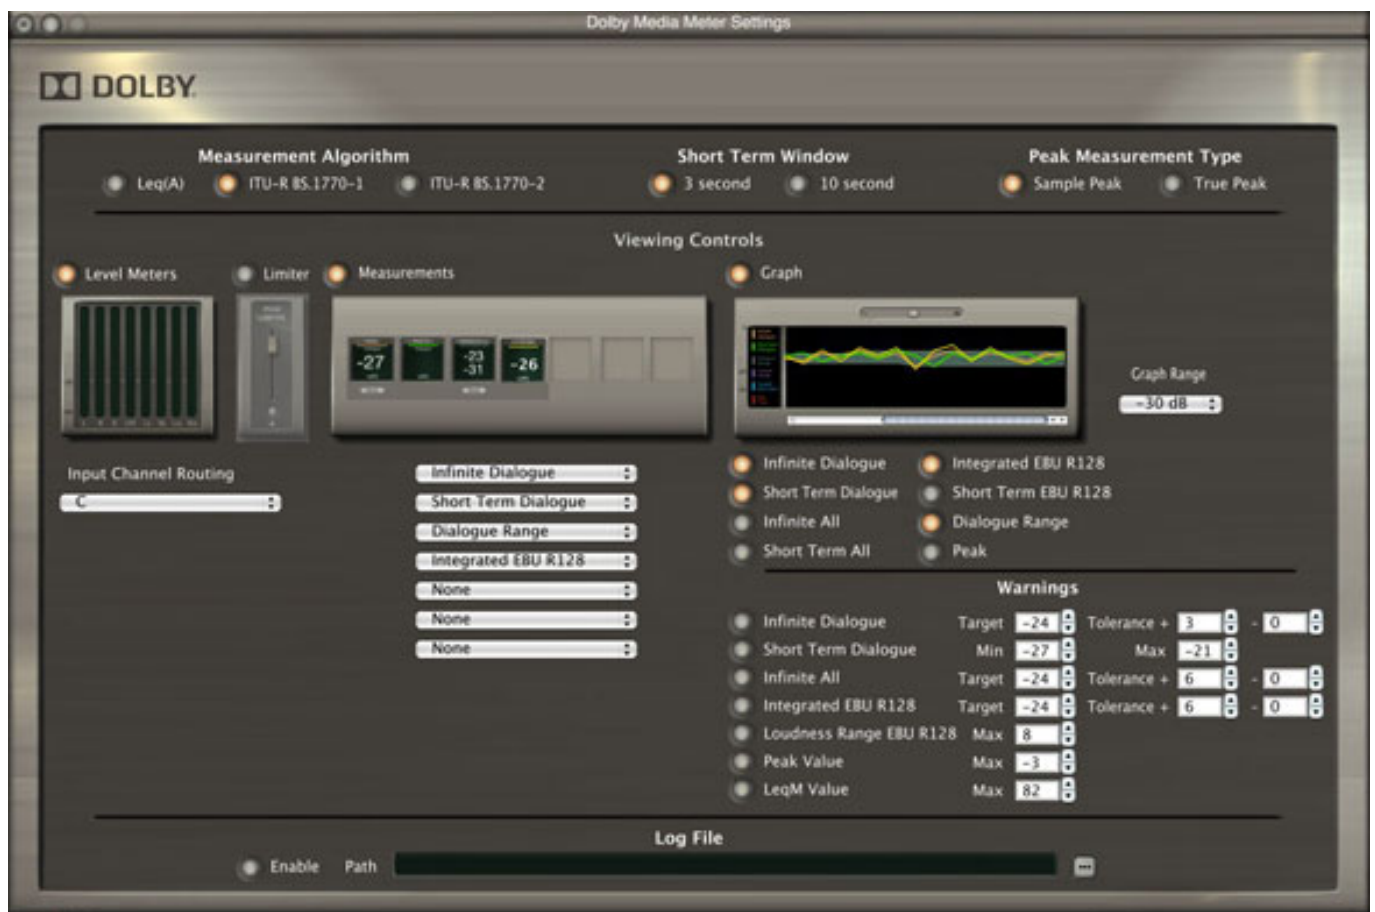 Dolby Media Meter Settings
DOLBY
Measurement Algorithm
Short Term Window
Peak Measurement Type
Leq(A) ITU-R BS.1770-1 ITU-R BS.1770-2
3 second 10 second
Sample Peak True Peak
Viewing Controls
Level Meters
Limiter
Measurements
Graph
-27
-23
-31
-26
Graph Range
-30 dB
Input Channel Routing
C
Infinite Dialogue
Short Term Dialogue
Dialogue Range
Integrated EBU R128
None
None
None
Infinite Dialogue Integrated EBU R128
Short Term Dialogue Short Term EBU R128
Infinite All Dialogue Range
Short Term All Peak
Warnings
Infinite Dialogue Target -24 Tolerance + 3 - 0
Short Term Dialogue Min -27 Max -21
Infinite All Target -24 Tolerance + 6 - 0
Integrated EBU R128 Target -24 Tolerance + 6 - 0
Loudness Range EBU R128 Max 8
Peak Value Max -3
LeqM Value Max 82
Log File
Enable Path